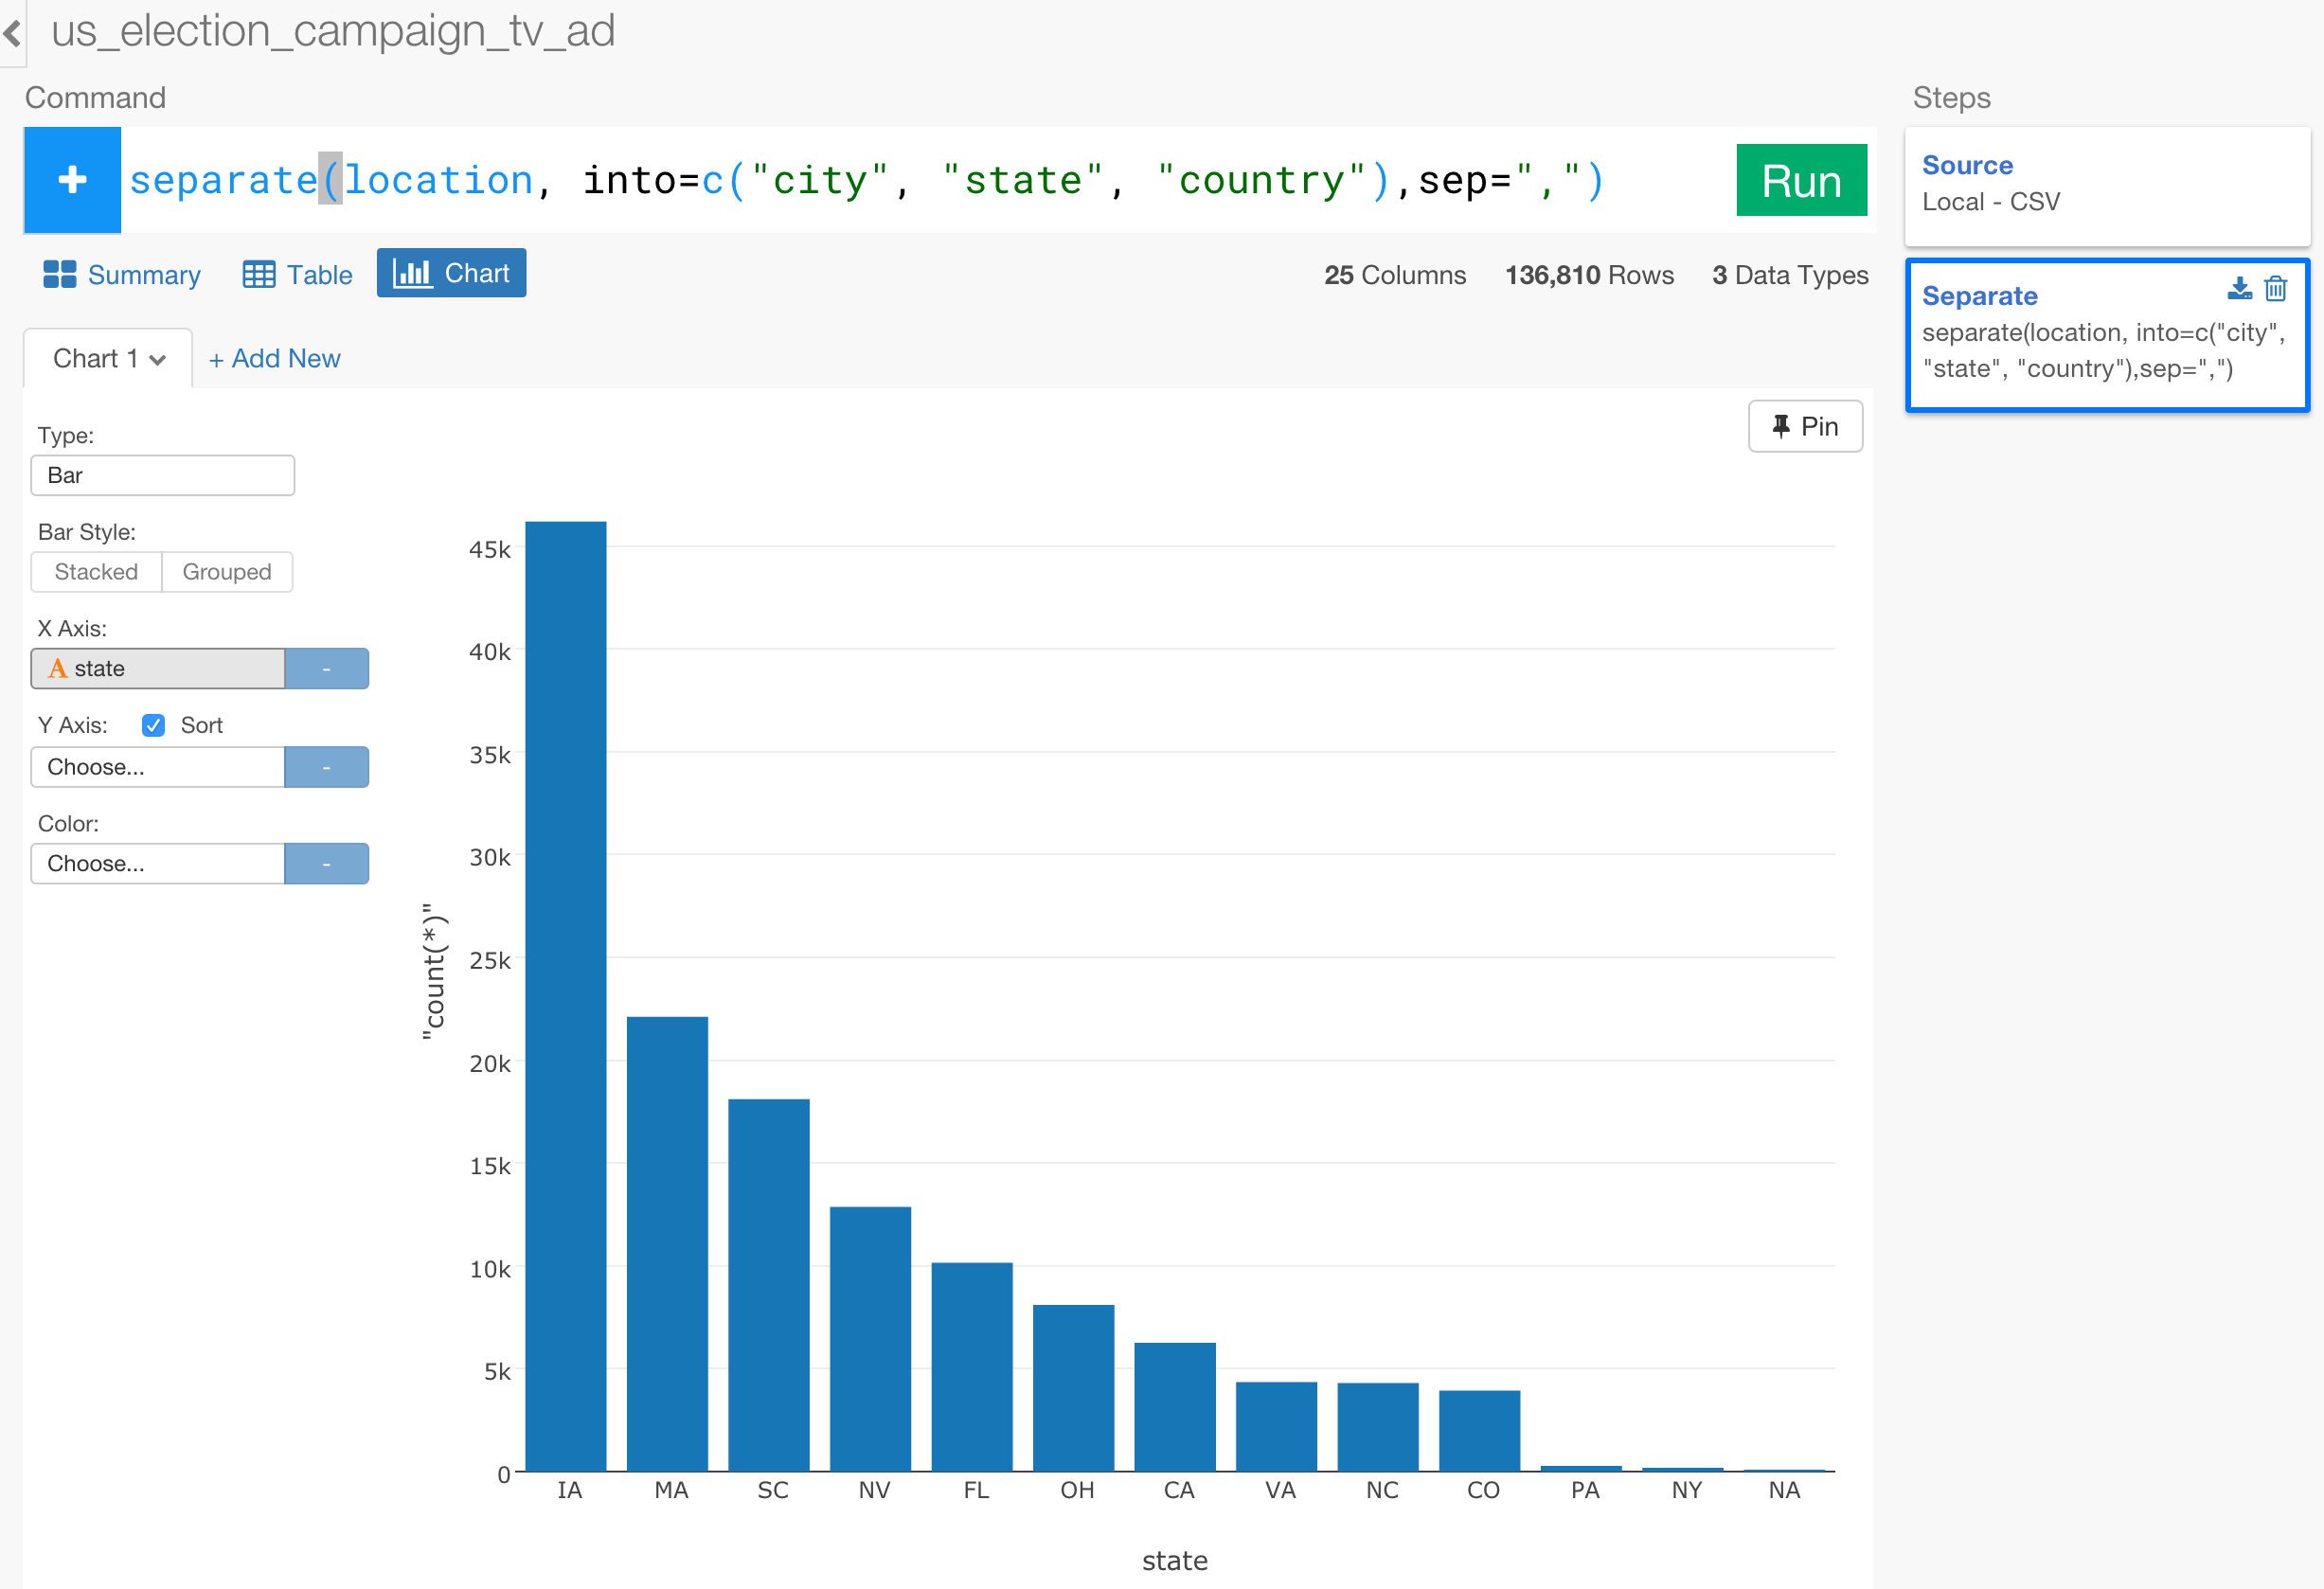 us_election_campaign_tv_ad
Command
+ separate(location, into=c("city", "state", "country"),sep=",")
Run
Summary
Table
Chart
25 Columns 136,810 Rows 3 Data Types
Chart 1
+ Add New
Pin
Type:
Bar
Bar Style:
Stacked Grouped
X Axis:
A state -
Y Axis: Sort
Choose... -
Color:
Choose... -
"count(*)"
45k
40k
35k
30k
25k
20k
15k
10k
5k
0
IA MA SC NV FL OH CA VA NC CO PA NY NA
state
Steps
Source
Local - CSV
Separate
separate(location, into=c("city",
"state", "country"),sep=",")